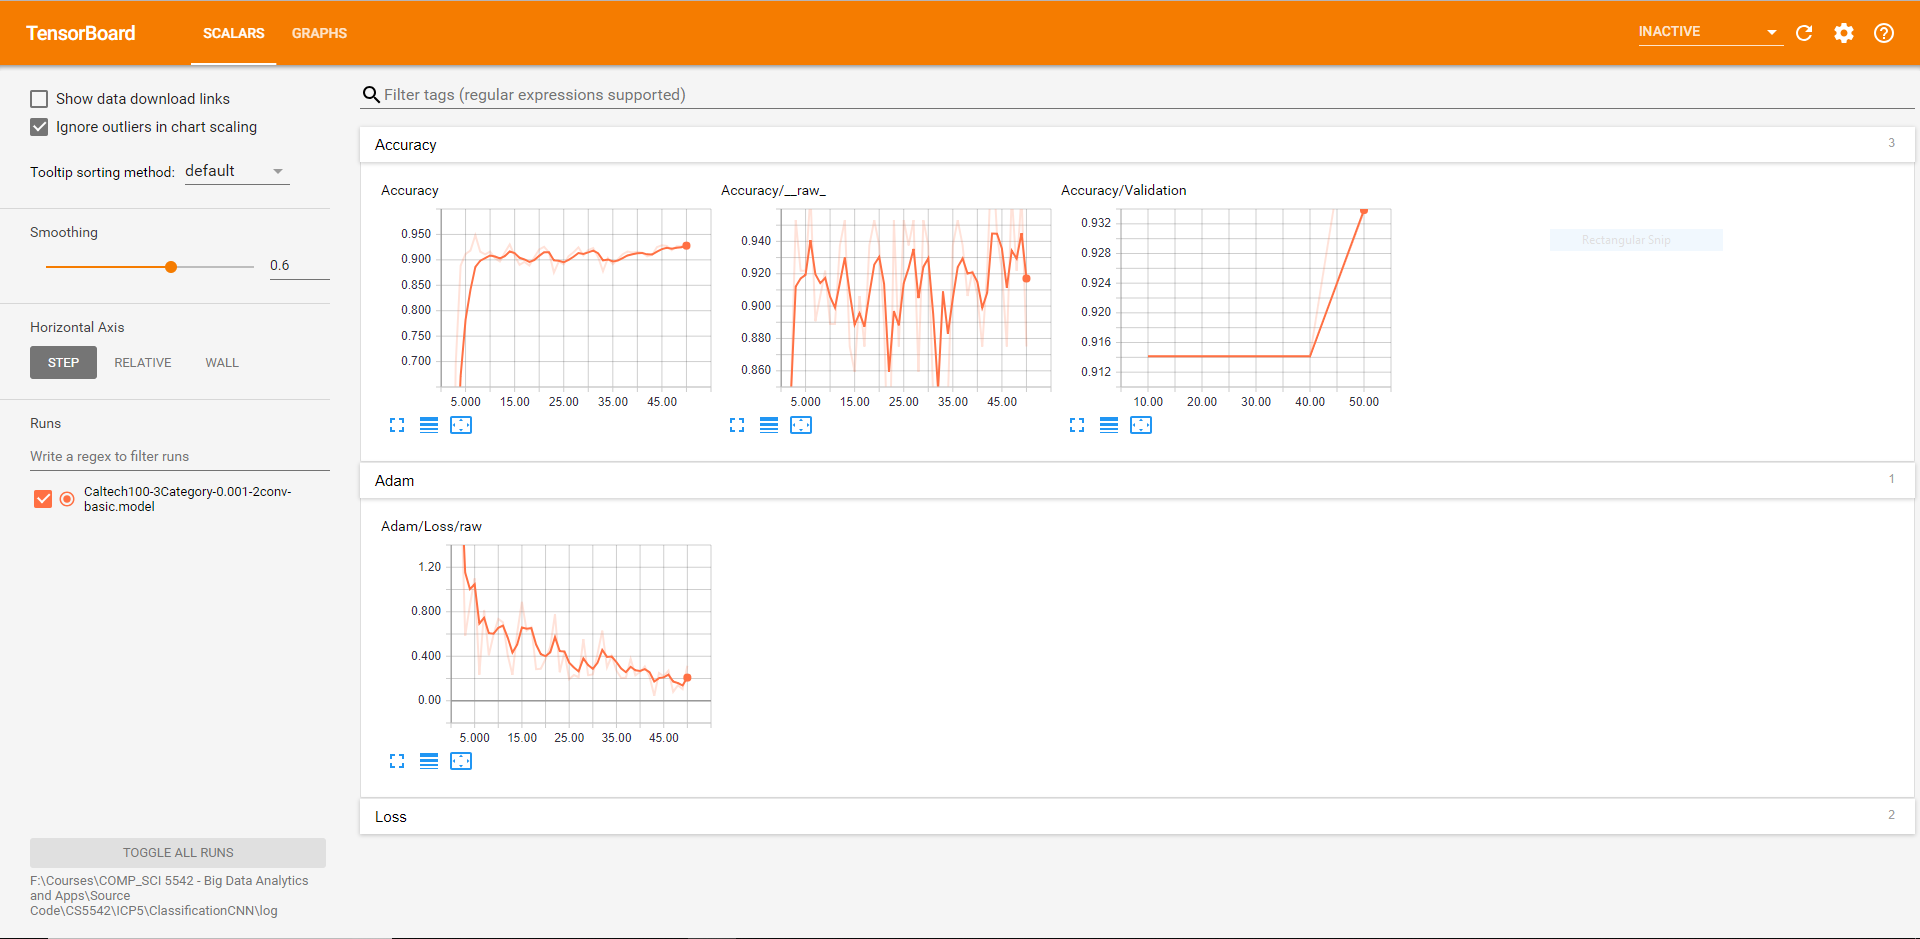 TensorBoard SCALARS GRAPHS INACTIVE
Show data download links
Ignore outliers in chart scaling
Tooltip sorting method: default
Smoothing
0.6
Horizontal Axis
STEP RELATIVE WALL
Runs
Write a regex to filter runs
Caltech100-3Category-0.001-2conv-
basic.model
TOGGLE ALL RUNS
F:\Courses\COMP_SCI 5542 - Big Data Analytics
and Apps\Source
Code\CS5542\ICP5\ClassificationCNN\log
Filter tags (regular expressions supported)
Accuracy 3
Accuracy
0.950
0.900
0.850
0.800
0.750
0.700
5.000 15.00 25.00 35.00 45.00
Accuracy/__raw_
0.940
0.920
0.900
0.880
0.860
5.000 15.00 25.00 35.00 45.00
Accuracy/Validation
0.932
0.928
0.924
0.920
0.916
0.912
10.00 20.00 30.00 40.00 50.00
Rectangular Snip
Adam 1
Adam/Loss/raw
1.20
0.800
0.400
0.00
5.000 15.00 25.00 35.00 45.00
Loss 2